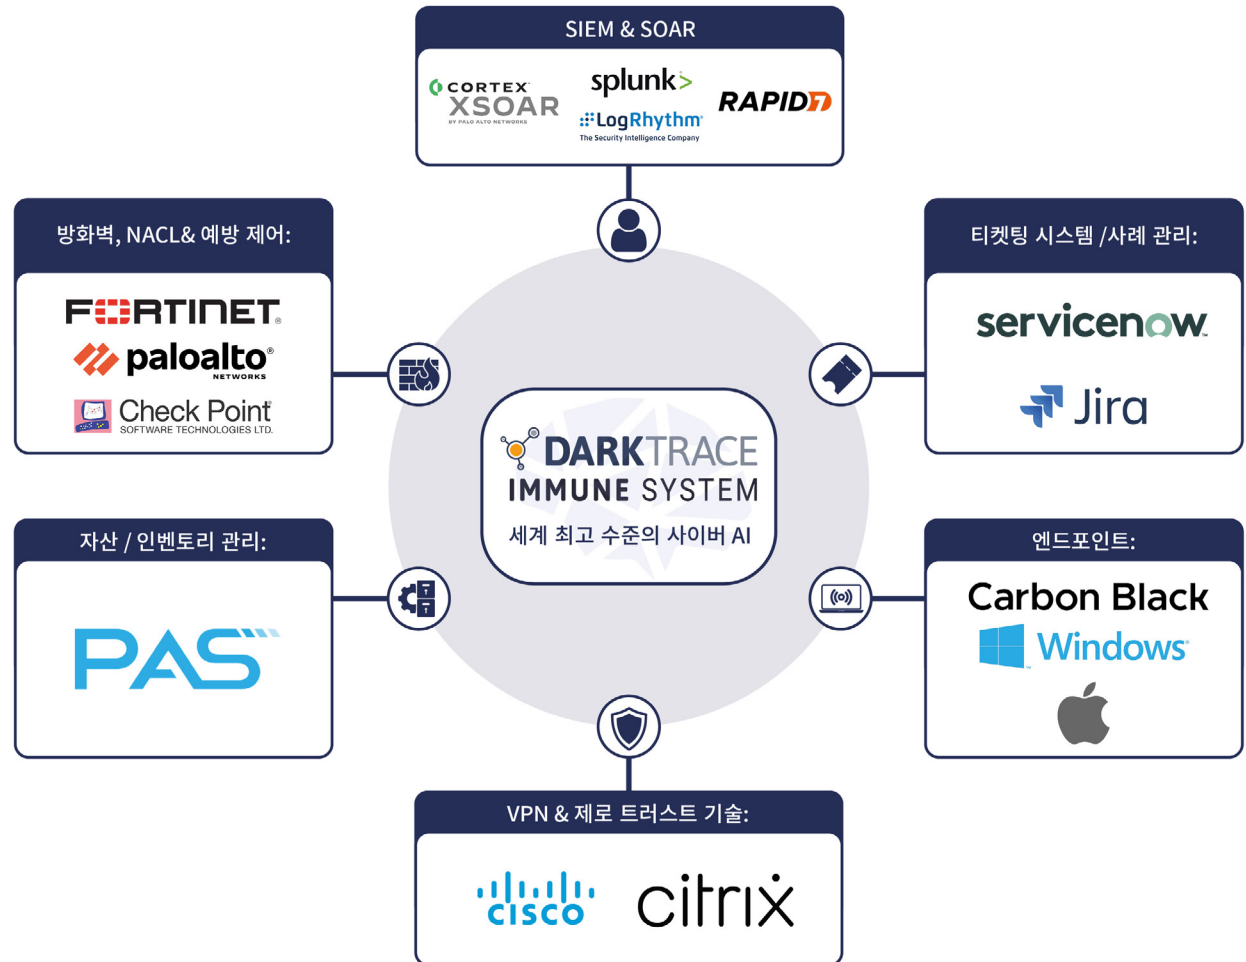 SIEM & SOAR
CORTEX
XSOAR
BY PALO ALTO NETWORKS
splunk>
LogRhythm
The Security Intelligence Company
RAPID7
방화벽, NACL& 예방 제어:
FORTINET®
paloalto®
NETWORKS
Check Point®
SOFTWARE TECHNOLOGIES LTD.
티켓팅 시스템 /사례 관리:
servicenow™
Jira
DARKTRACE
IMMUNE SYSTEM
세계 최고 수준의 사이버 AI
자산 / 인벤토리 관리:
PAS
엔드포인트:
Carbon Black
Windows
VPN & 제로 트러스트 기술:
CISCO
citrix